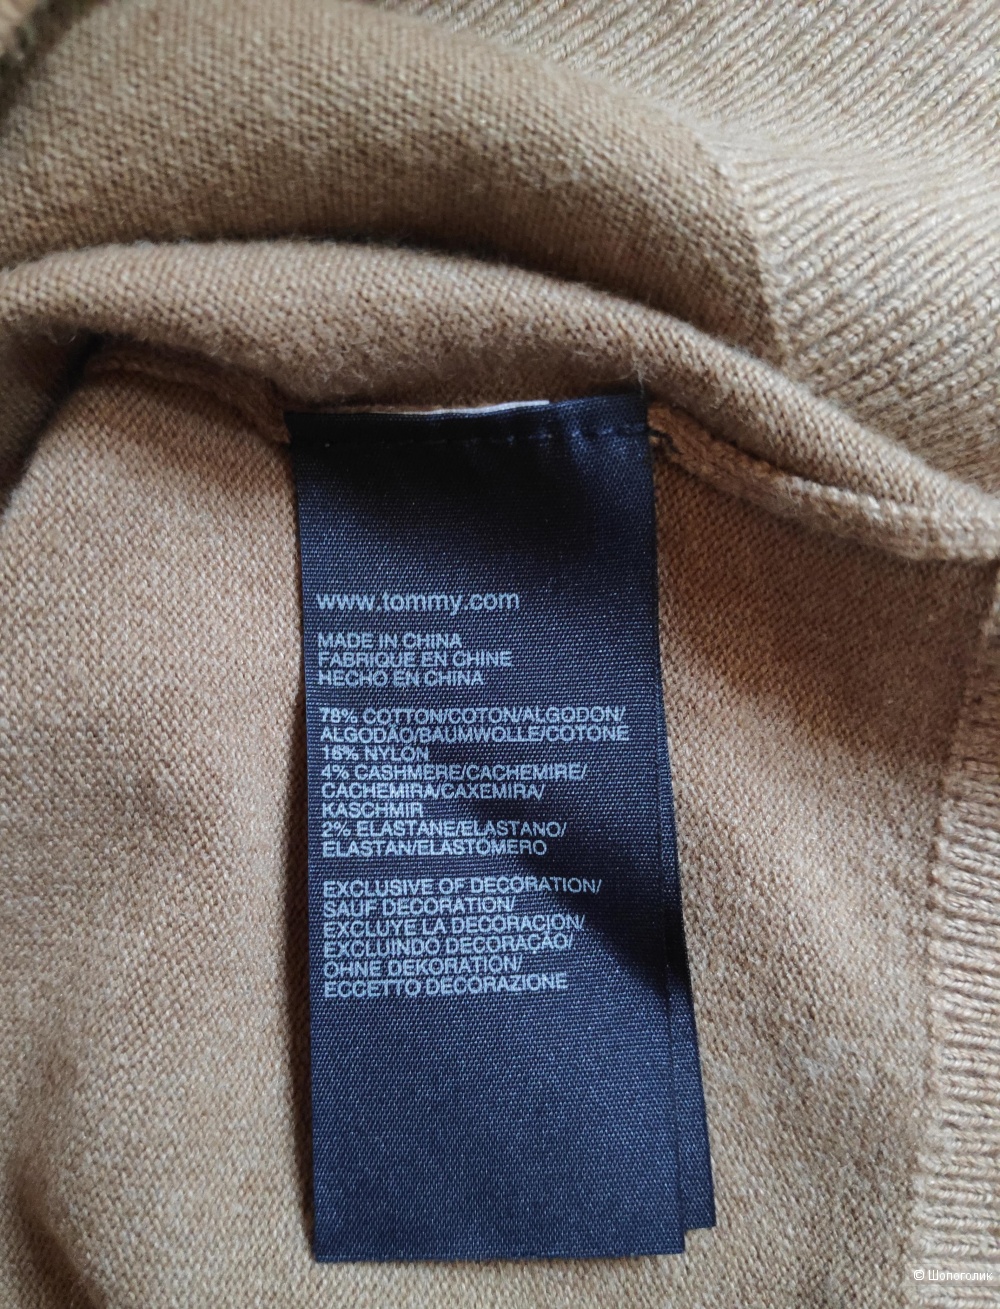 www.tommy.com
MADE IN CHINA
FABRIQUE EN CHINE
HECHO EN CHINA
78% COTTON/COTON/ALGODON/
ALGODÃO/BAUMWOLLE/COTONE
16% NYLON
4% CASHMERE/CACHEMIRE/
CACHEMIRA/CAXEMIRA/
KASCHMIR
2% ELASTANE/ELASTANO/
ELASTAN/ELASTOMERO
EXCLUSIVE OF DECORATION/
SAUF DECORATION/
EXCLUYE LA DECORACION/
EXCLUINDO DECORAÇÃO/
OHNE DEKORATION/
ECCETTO DECORAZIONE
© Шопоголик